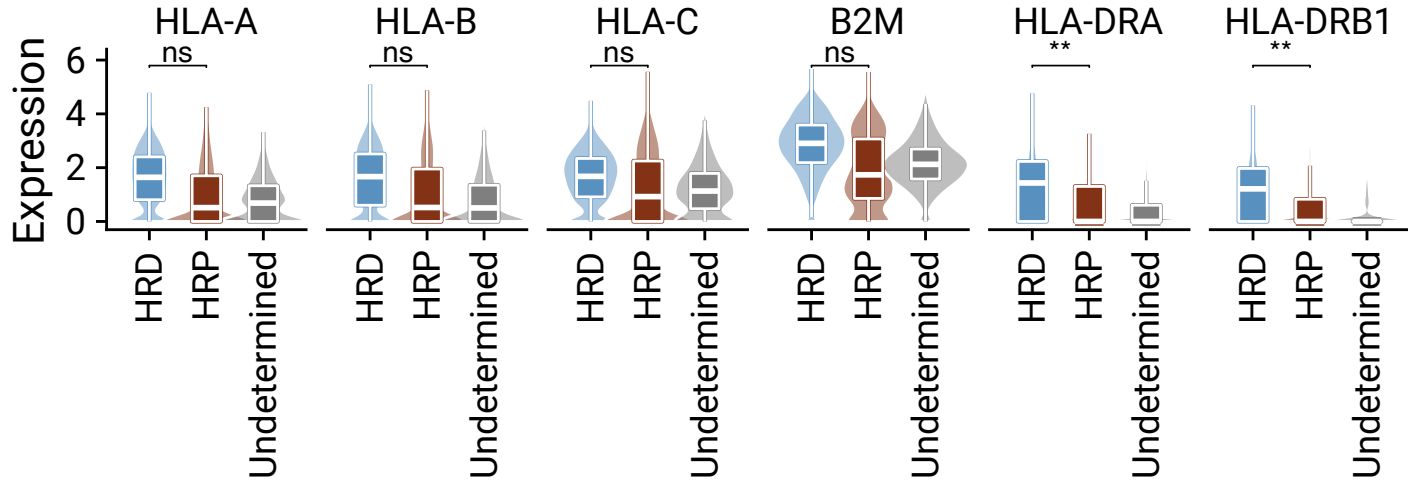 HLA-A HLA-B HLA-C B2M HLA-DRA HLA-DRB1
ns ns ns ns ** **
Expression
6
4
2
0
HRD HRP Undetermined HRD HRP Undetermined HRD HRP Undetermined HRD HRP Undetermined HRD HRP Undetermined HRD HRP Undetermined